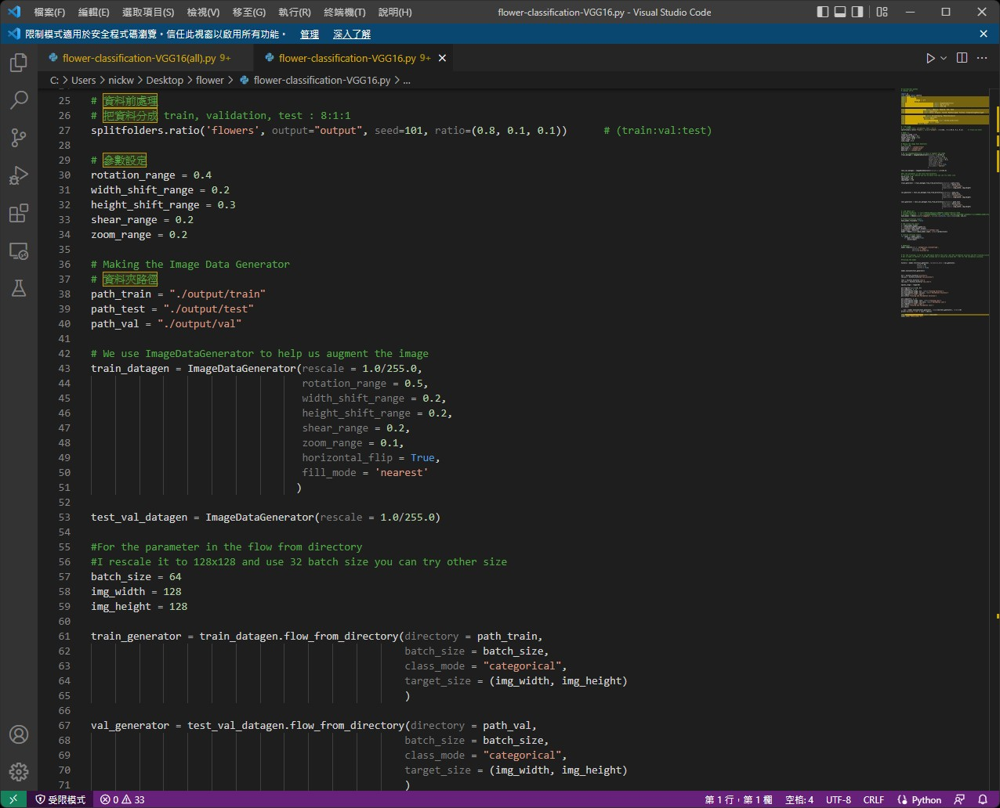 檔案(F) 編輯(E) 選取項目(S) 檢視(V) 移至(G) 執行(R) 終端機(T) 說明(H) flower-classification-VGG16.py - Visual Studio Code
限制模式適用於安全程式碼瀏覽。信任此視窗以啟用所有功能。 管理 深入了解
flower-classification-VGG16(all).py 9+ flower-classification-VGG16.py 9+
C: > Users > nickw > Desktop > flower > flower-classification-VGG16.py > ...
25 # 資料前處理
26 # 把資料分成 train, validation, test : 8:1:1
27 splitfolders.ratio('flowers', output="output", seed=101, ratio=(0.8, 0.1, 0.1)) # (train:val:test)
28
29 # 參數設定
30 rotation_range = 0.4
31 width_shift_range = 0.2
32 height_shift_range = 0.3
33 shear_range = 0.2
34 zoom_range = 0.2
35
36 # Making the Image Data Generator
37 # 資料夾路徑
38 path_train = "./output/train"
39 path_test = "./output/test"
40 path_val = "./output/val"
41
42 # We use ImageDataGenerator to help us augment the image
43 train_datagen = ImageDataGenerator(rescale = 1.0/255.0,
44 rotation_range = 0.5,
45 width_shift_range = 0.2,
46 height_shift_range = 0.2,
47 shear_range = 0.2,
48 zoom_range = 0.1,
49 horizontal_flip = True,
50 fill_mode = 'nearest'
51 )
52
53 test_val_datagen = ImageDataGenerator(rescale = 1.0/255.0)
54
55 #For the parameter in the flow from directory
56 #I rescale it to 128x128 and use 32 batch size you can try other size
57 batch_size = 64
58 img_width = 128
59 img_height = 128
60
61 train_generator = train_datagen.flow_from_directory(directory = path_train,
62 batch_size = batch_size,
63 class_mode = "categorical",
64 target_size = (img_width, img_height)
65 )
66
67 val_generator = test_val_datagen.flow_from_directory(directory = path_val,
68 batch_size = batch_size,
69 class_mode = "categorical",
70 target_size = (img_width, img_height)
71 )
受限模式 0 33 第 1 行，第 1 欄 空格: 4 UTF-8 CRLF Python